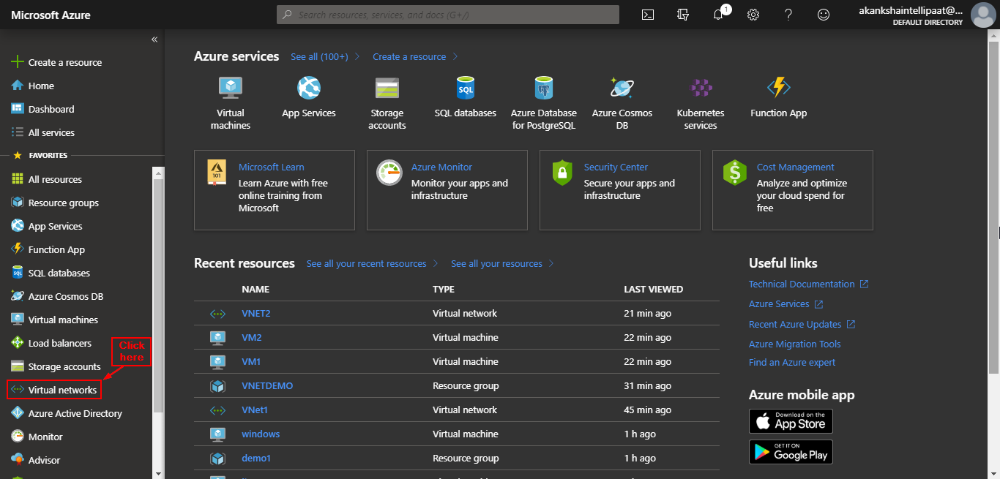 Microsoft Azure
Search resources, services, and docs (G+/)
1
akankshaintellipaat@...
DEFAULT DIRECTORY
«
Create a resource
Home
Dashboard
All services
FAVORITES
All resources
Resource groups
App Services
Function App
SQL
SQL databases
Azure Cosmos DB
Virtual machines
Load balancers
Storage accounts
Click
here
Virtual networks
Azure Active Directory
Monitor
Advisor
Azure services
See all (100+)
Create a resource
Virtual
machines
App Services
Storage
accounts
SQL
SQL databases
Azure Database
for PostgreSQL
Azure Cosmos
DB
Kubernetes
services
Function App
101
Microsoft Learn
Learn Azure with free
online training from
Microsoft
Azure Monitor
Monitor your apps and
infrastructure
Security Center
Secure your apps and
infrastructure
$
Cost Management
Analyze and optimize
your cloud spend for
free
Recent resources
See all your recent resources
See all your resources
NAME TYPE LAST VIEWED
VNET2 Virtual network 21 min ago
VM2 Virtual machine 22 min ago
VM1 Virtual machine 22 min ago
VNETDEMO Resource group 31 min ago
VNet1 Virtual network 45 min ago
windows Virtual machine 1 h ago
demo1 Resource group 1 h ago
Useful links
Technical Documentation
Azure Services
Recent Azure Updates
Azure Migration Tools
Find an Azure expert
Azure mobile app
Download on the
App Store
GET IT ON
Google Play